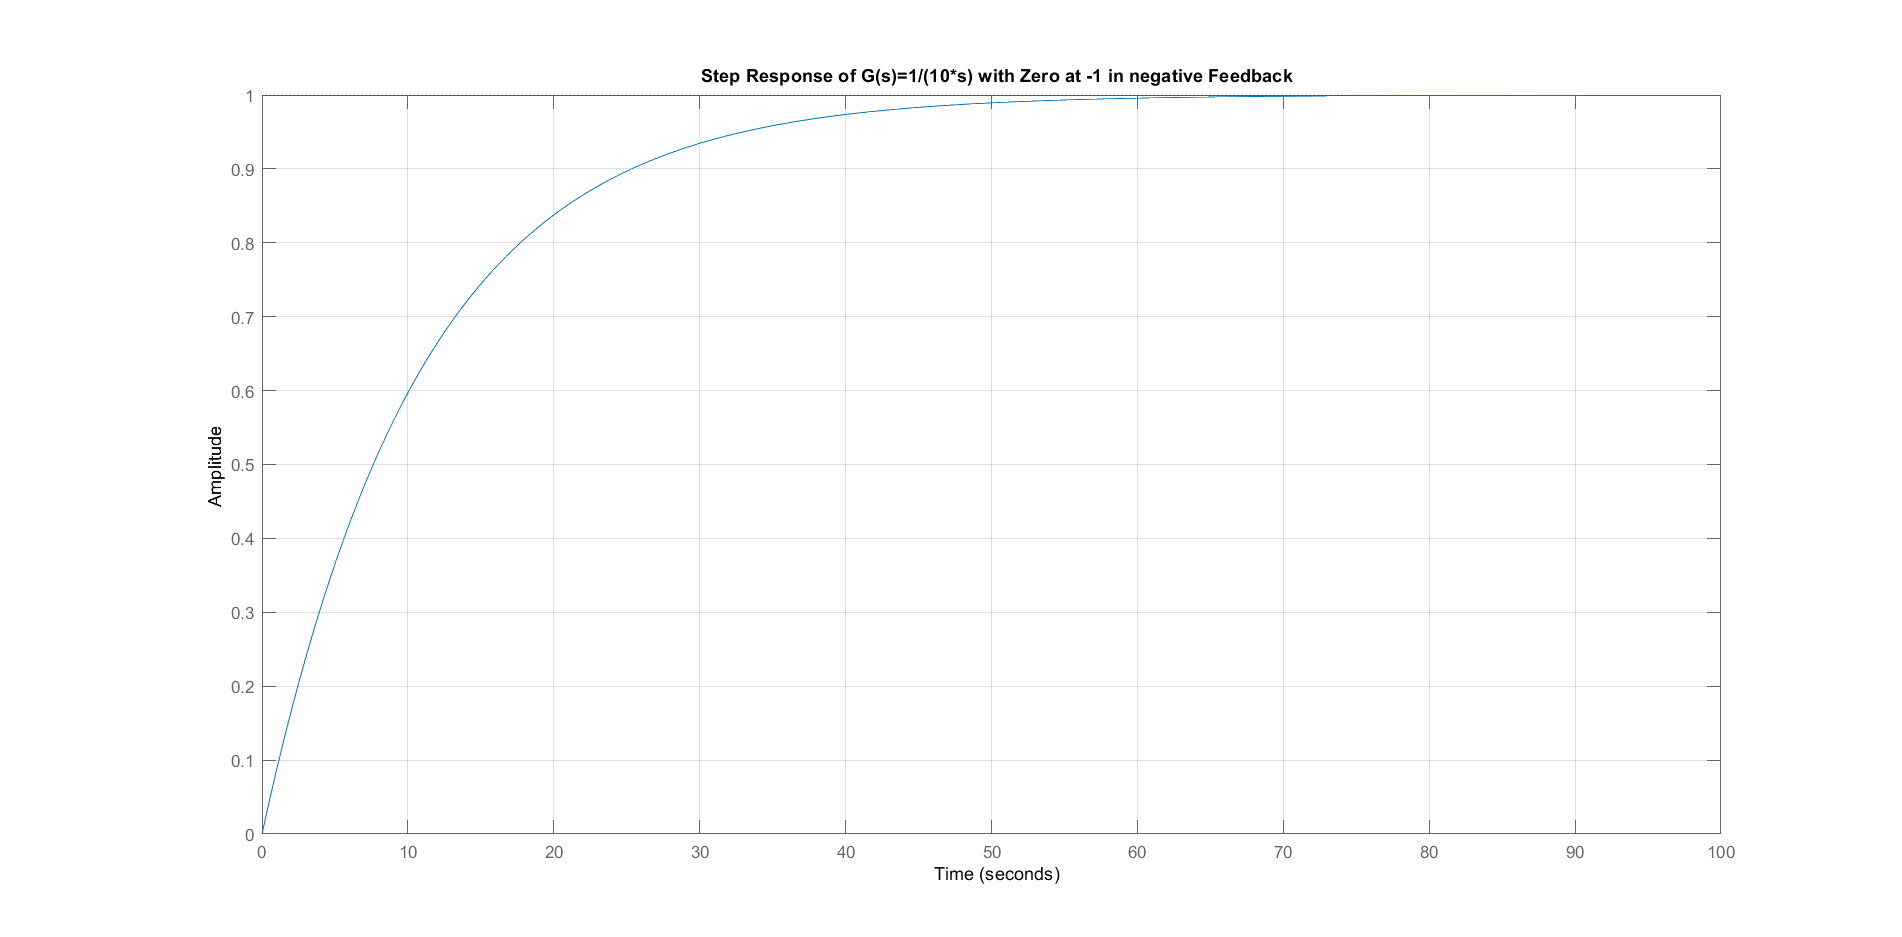 Step Response of G(s)=1/(10*s) with Zero at -1 in negative Feedback
1
0.9
0.8
0.7
0.6
0.5
0.4
0.3
0.2
0.1
0
Amplitude
0 10 20 30 40 50 60 70 80 90 100
Time (seconds)